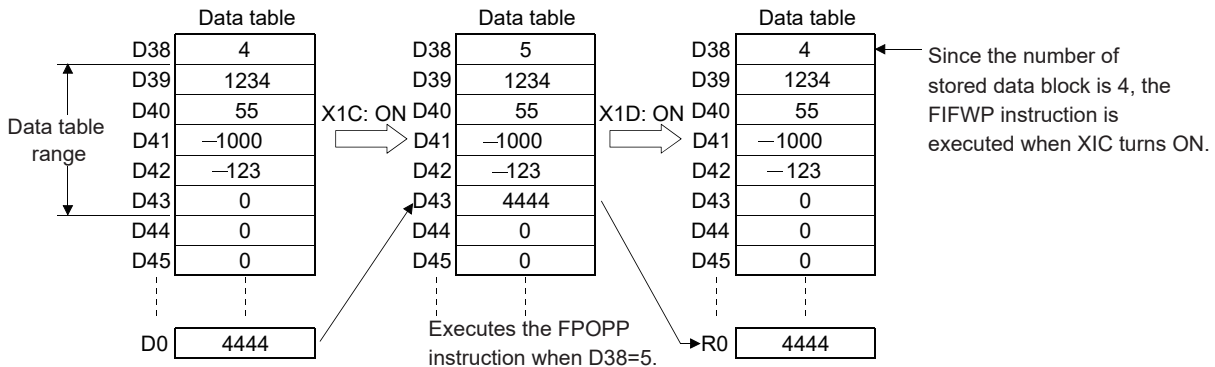 Data table Data table Data table
D38 4 D38 5 D38 4
D39 1234 D39 1234 D39 1234
D40 55 D40 55 D40 55
D41 —1000 D41 —1000 D41 —1000
D42 —123 D42 —123 D42 —123
D43 0 D43 4444 D43 0
D44 0 D44 0 D44 0
D45 0 D45 0 D45 0
Data table
range
X1C: ON
X1D: ON
Since the number of
stored data block is 4, the
FIFWP instruction is
executed when XIC turns ON.
D0 4444
Executes the FPOPP
instruction when D38=5.
R0 4444